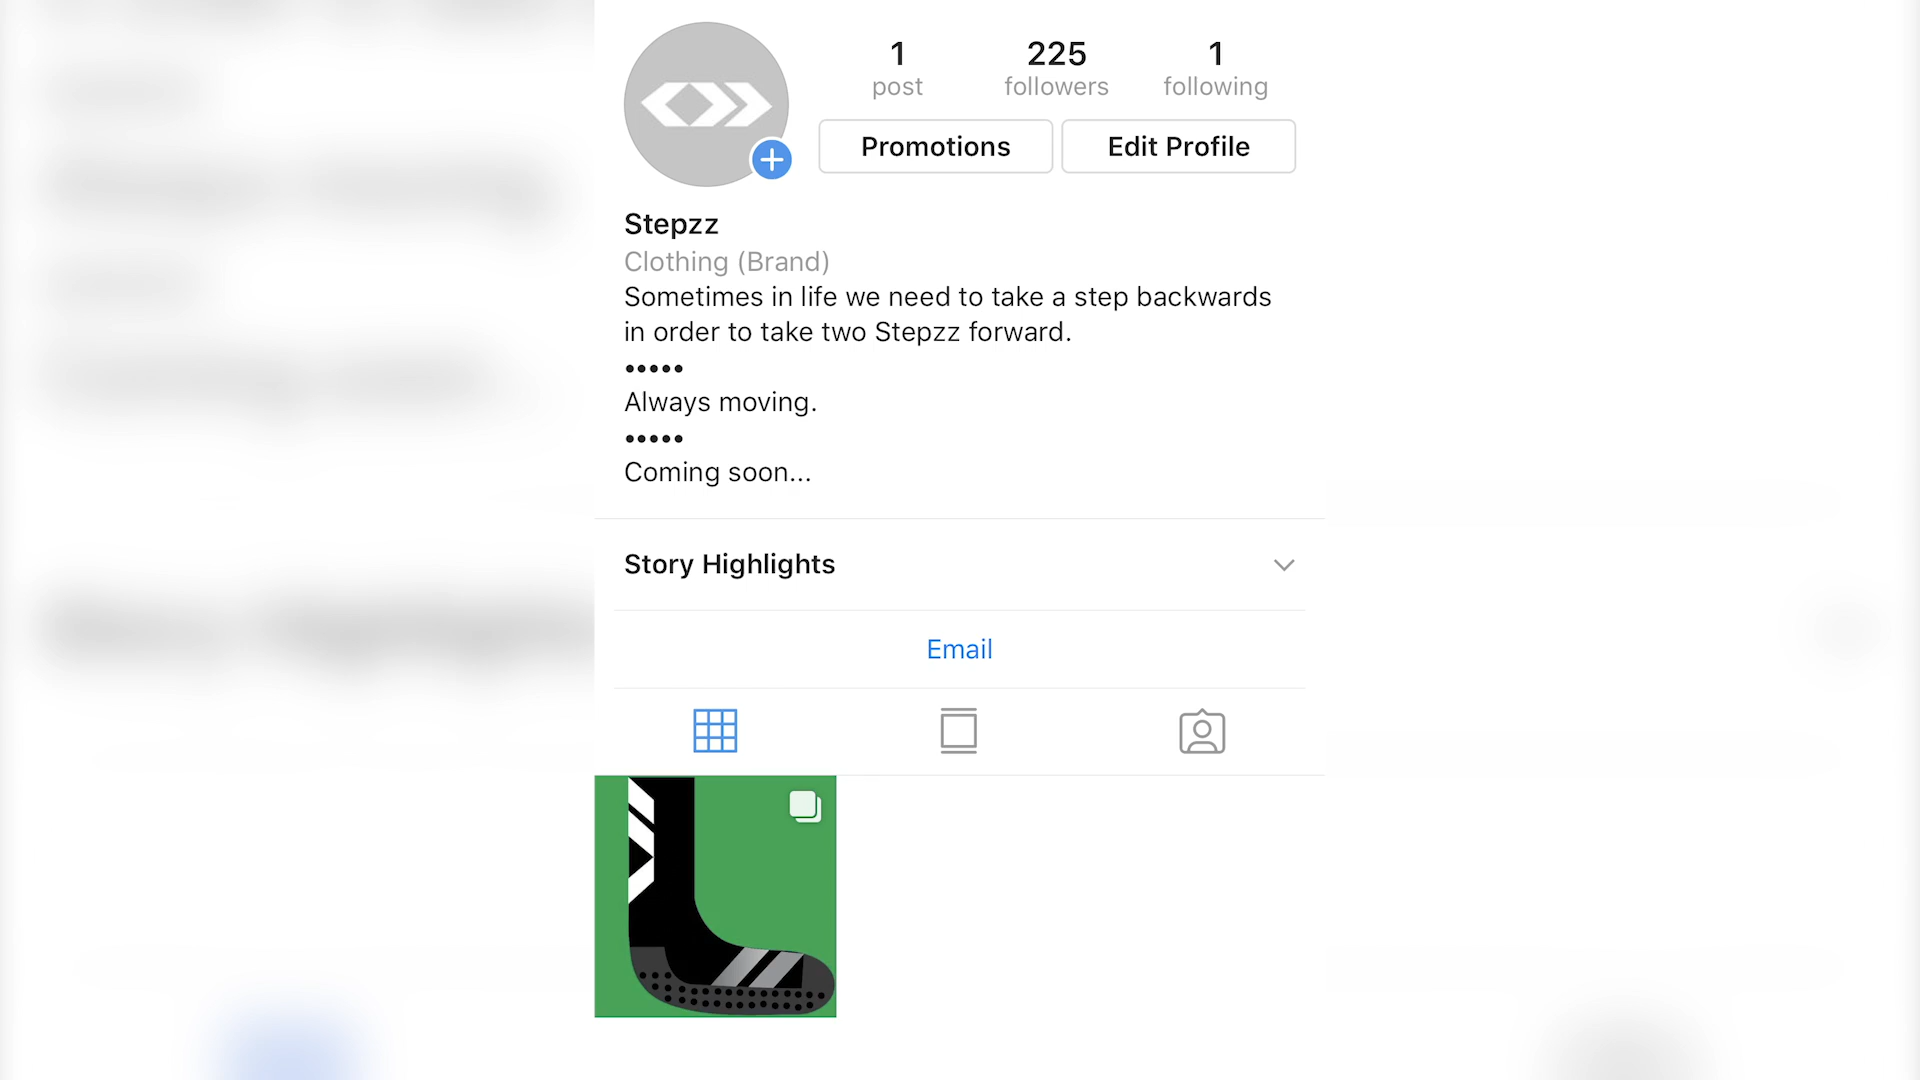 1 225 1
post followers following
Promotions Edit Profile
Stepzz
Clothing (Brand)
Sometimes in life we need to take a step backwards
in order to take two Stepzz forward.
•••••
Always moving.
•••••
Coming soon...
Story Highlights
Email